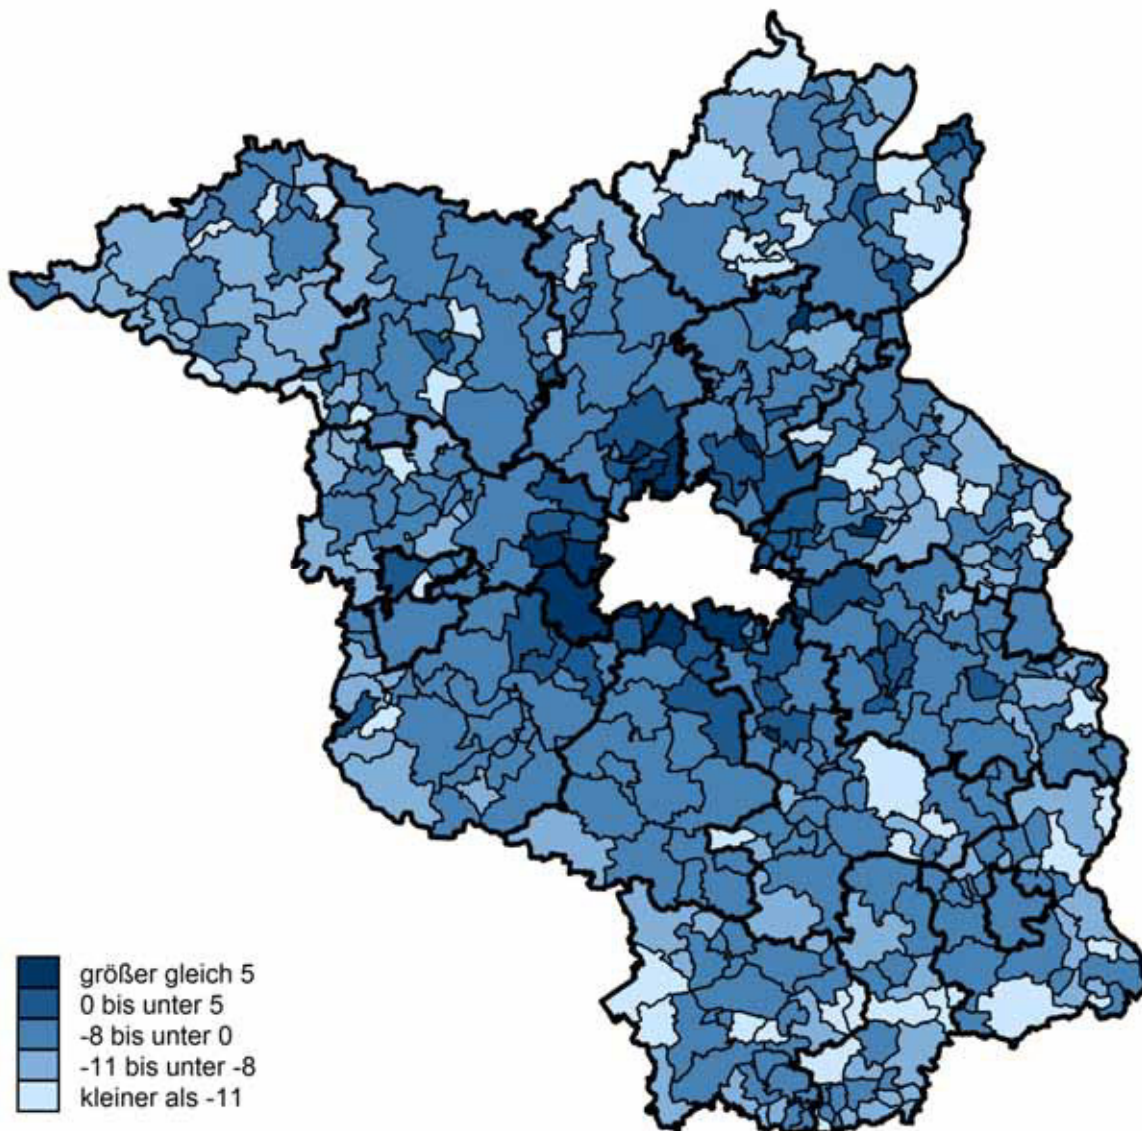 größer gleich 5
0 bis unter 5
-8 bis unter 0
-11 bis unter -8
kleiner als -11